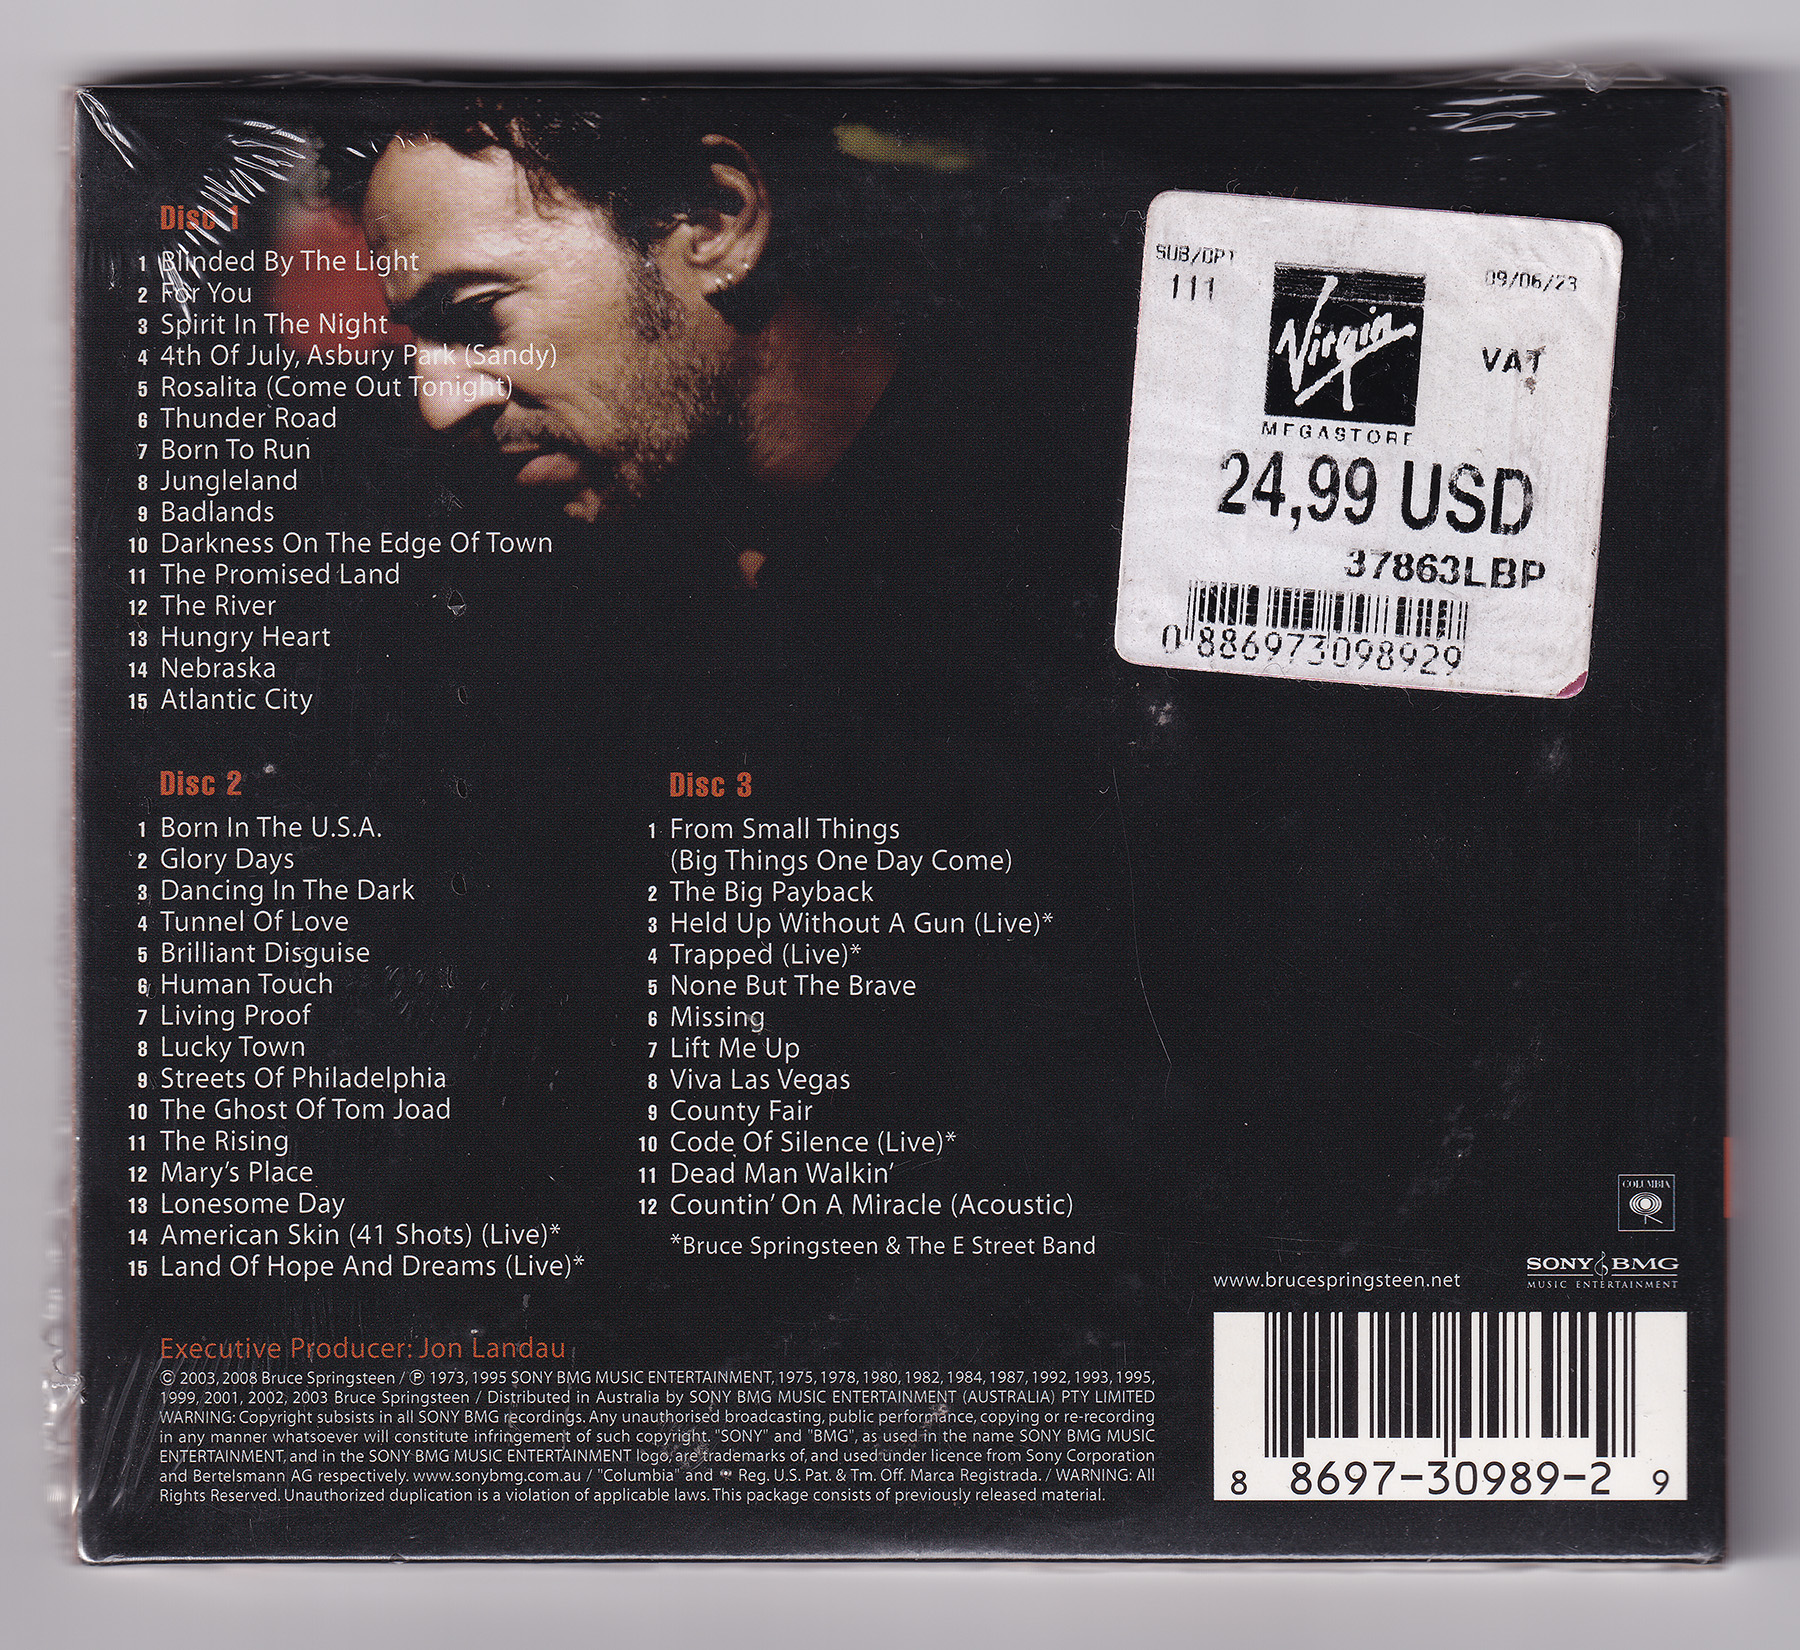 Disc 1
1 Blinded By The Light
2 For You
3 Spirit In The Night
4 4th Of July, Asbury Park (Sandy)
5 Rosalita (Come Out Tonight)
6 Thunder Road
7 Born To Run
8 Jungleland
9 Badlands
10 Darkness On The Edge Of Town
11 The Promised Land
12 The River
13 Hungry Heart
14 Nebraska
15 Atlantic City
SUB/DPT
111
09/06/23
Virgin
VAT
MEGASTORE
24,99 USD
37863LBP
0 886973098929
Disc 2
1 Born In The U.S.A.
2 Glory Days
3 Dancing In The Dark
4 Tunnel Of Love
5 Brilliant Disguise
6 Human Touch
7 Living Proof
8 Lucky Town
9 Streets Of Philadelphia
10 The Ghost Of Tom Joad
11 The Rising
12 Mary's Place
13 Lonesome Day
14 American Skin (41 Shots) (Live)*
15 Land Of Hope And Dreams (Live)*
Disc 3
1 From Small Things
(Big Things One Day Come)
2 The Big Payback
3 Held Up Without A Gun (Live)*
4 Trapped (Live)*
5 None But The Brave
6 Missing
7 Lift Me Up
8 Viva Las Vegas
9 County Fair
10 Code Of Silence (Live)*
11 Dead Man Walkin'
12 Countin' On A Miracle (Acoustic)
*Bruce Springsteen & The E Street Band
COLUMBIA
www.brucespringsteen.net
SONY BMG
MUSIC ENTERTAINMENT
Executive Producer: Jon Landau
© 2003, 2008 Bruce Springsteen / ℗ 1973, 1995 SONY BMG MUSIC ENTERTAINMENT, 1975, 1978, 1980, 1982, 1984, 1987, 1992, 1993, 1995,
1999, 2001, 2002, 2003 Bruce Springsteen / Distributed in Australia by SONY BMG MUSIC ENTERTAINMENT (AUSTRALIA) PTY LIMITED
WARNING: Copyright subsists in all SONY BMG recordings. Any unauthorised broadcasting, public performance, copying or re-recording
in any manner whatsoever will constitute infringement of such copyright. "SONY" and "BMG", as used in the name SONY BMG MUSIC
ENTERTAINMENT, and in the SONY BMG MUSIC ENTERTAINMENT logo, are trademarks of, and used under licence from Sony Corporation
and Bertelsmann AG respectively. www.sonybmg.com.au / "Columbia" and Reg. U.S. Pat. & Tm. Off. Marca Registrada. / WARNING: All
Rights Reserved. Unauthorized duplication is a violation of applicable laws. This package consists of previously released material.
8 8697-30989-2 9